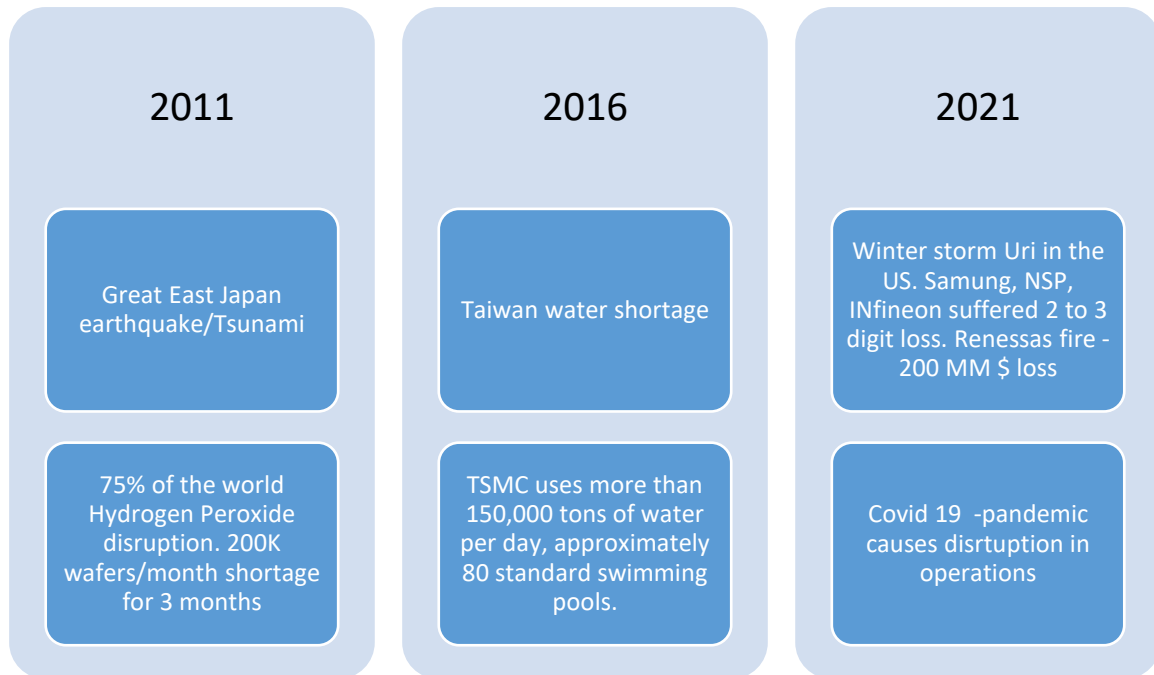 2011
Great East Japan
earthquake/Tsunami
75% of the world
Hydrogen Peroxide
disruption. 200K
wafers/month shortage
for 3 months
2016
Taiwan water shortage
TSMC uses more than
150,000 tons of water
per day, approximately
80 standard swimming
pools.
2021
Winter storm Uri in the
US. Samung, NSP,
INfineon suffered 2 to 3
digit loss. Renessas fire -
200 MM $ loss
Covid 19  -pandemic
causes disrtuption in
operations